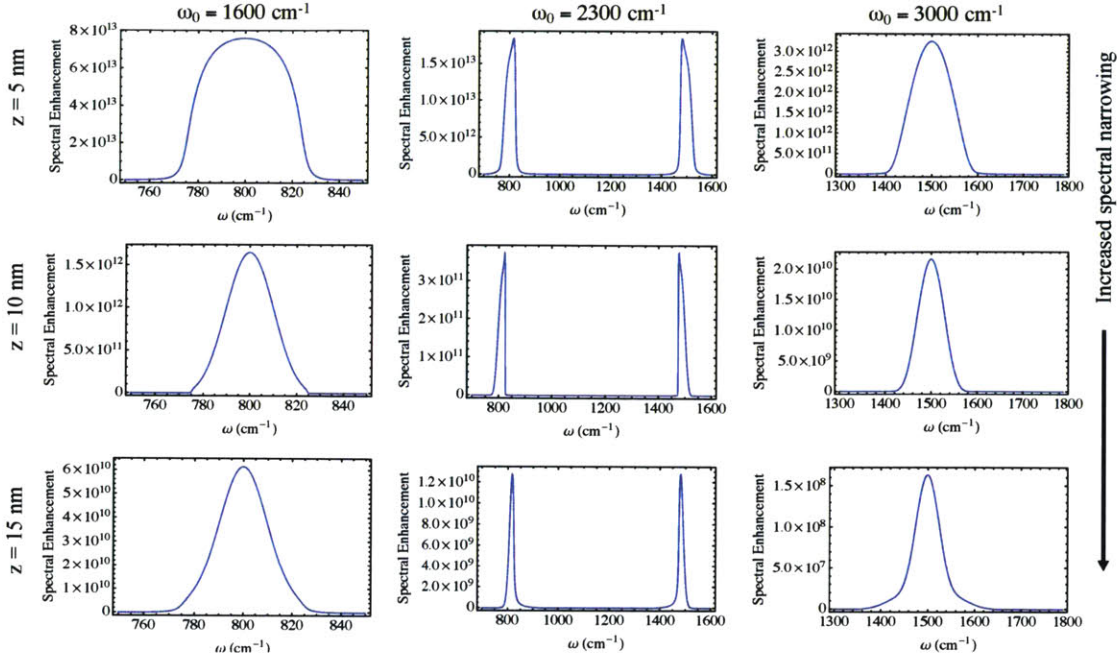 ω₀ = 1600 cm⁻¹
ω₀ = 2300 cm⁻¹
ω₀ = 3000 cm⁻¹
z = 5 nm
Spectral Enhancement
8×10¹³
6×10¹³
4×10¹³
2×10¹³
0
760 780 800 820 840
ω (cm⁻¹)
Spectral Enhancement
1.5×10¹³
1.0×10¹³
5.0×10¹²
0
800 1000 1200 1400 1600
ω (cm⁻¹)
Spectral Enhancement
3.0×10¹²
2.5×10¹²
2.0×10¹²
1.5×10¹²
1.0×10¹²
5.0×10¹¹
0
1300 1400 1500 1600 1700 1800
ω (cm⁻¹)
z = 10 nm
Spectral Enhancement
1.5×10¹²
1.0×10¹²
5.0×10¹¹
0
760 780 800 820 840
ω (cm⁻¹)
Spectral Enhancement
3×10¹¹
2×10¹¹
1×10¹¹
0
800 1000 1200 1400 1600
ω (cm⁻¹)
Spectral Enhancement
2.0×10¹⁰
1.5×10¹⁰
1.0×10¹⁰
5.0×10⁹
0
1300 1400 1500 1600 1700 1800
ω (cm⁻¹)
z = 15 nm
Spectral Enhancement
6×10¹⁰
5×10¹⁰
4×10¹⁰
3×10¹⁰
2×10¹⁰
1×10¹⁰
0
760 780 800 820 840
ω (cm⁻¹)
Spectral Enhancement
1.2×10¹⁰
1.0×10¹⁰
8.0×10⁹
6.0×10⁹
4.0×10⁹
2.0×10⁹
0
800 1000 1200 1400 1600
ω (cm⁻¹)
Spectral Enhancement
1.5×10⁸
1.0×10⁸
5.0×10⁷
0
1300 1400 1500 1600 1700 1800
ω (cm⁻¹)
Increased spectral narrowing